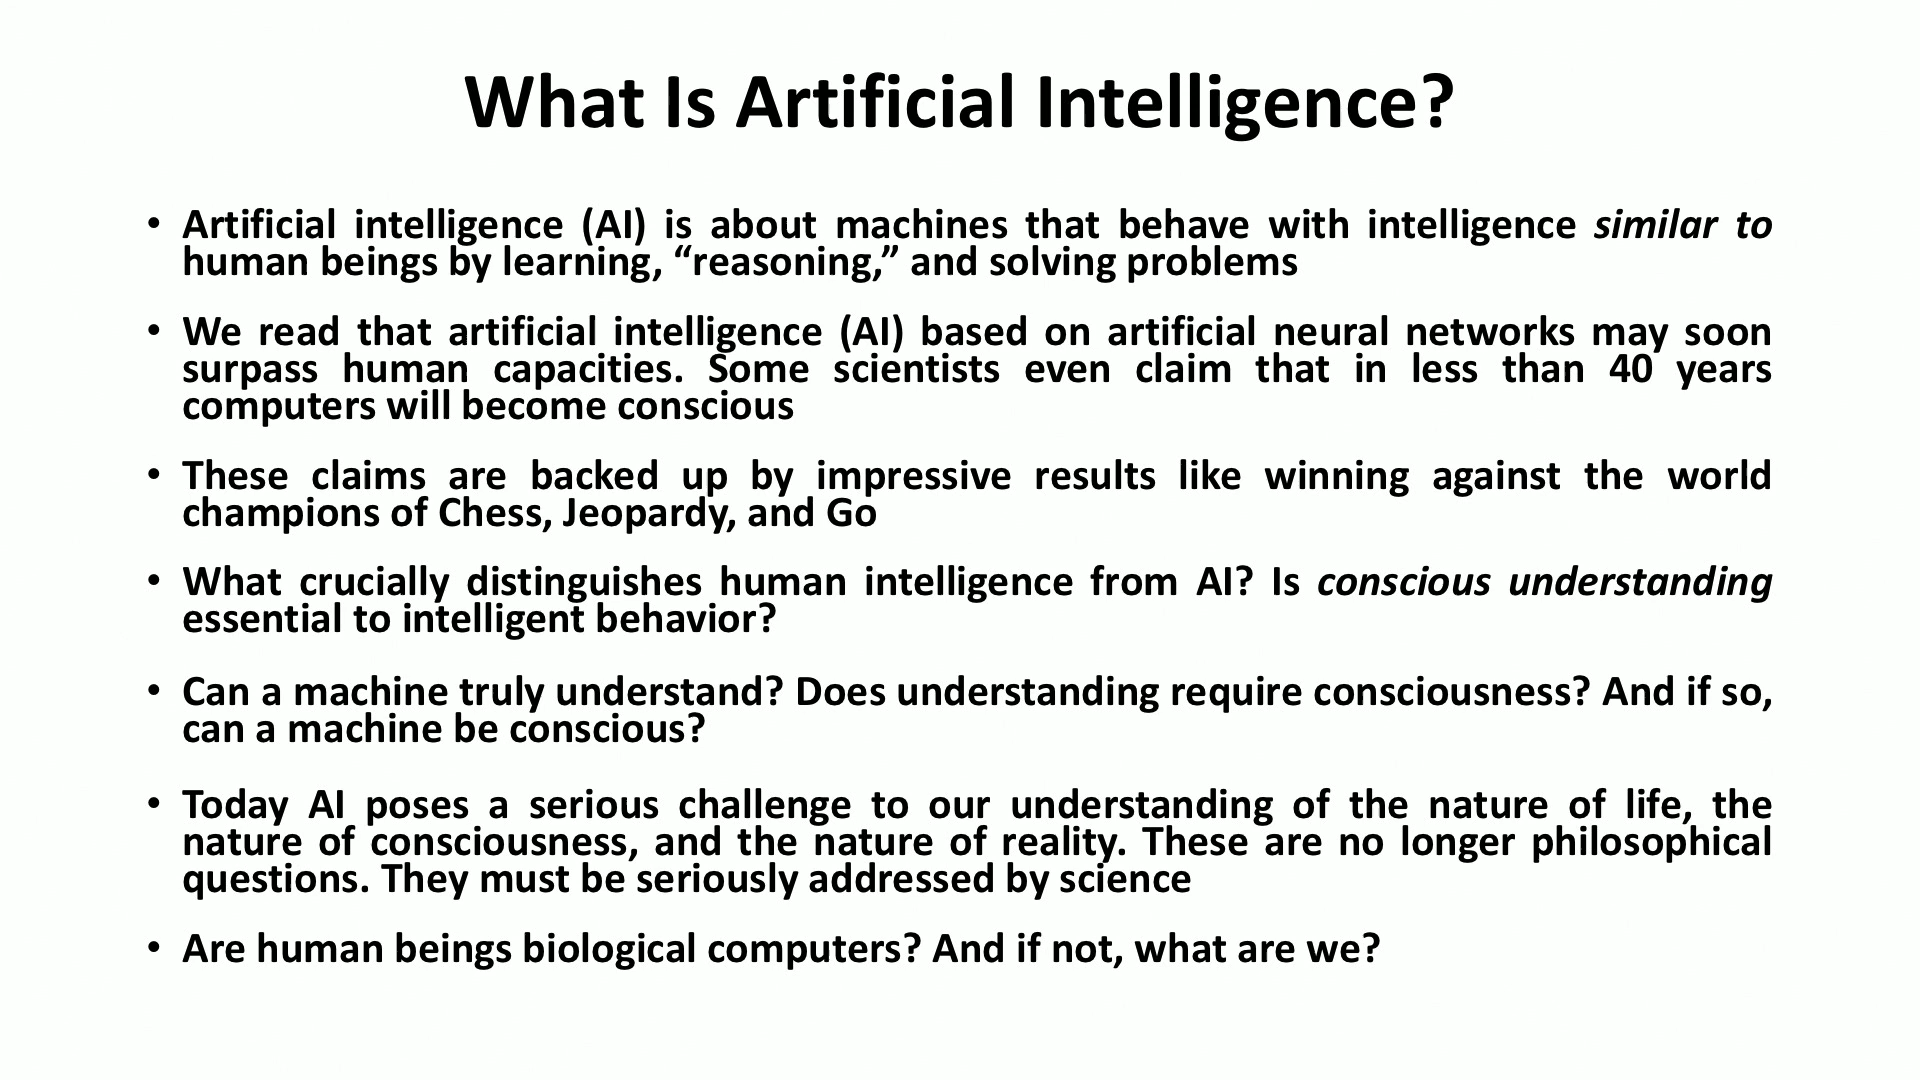 What Is Artificial Intelligence?
• Artificial intelligence (AI) is about machines that behave with intelligence similar to
human beings by learning, “reasoning,” and solving problems
• We read that artificial intelligence (AI) based on artificial neural networks may soon
surpass human capacities. Some scientists even claim that in less than 40 years
computers will become conscious
• These claims are backed up by impressive results like winning against the world
champions of Chess, Jeopardy, and Go
• What crucially distinguishes human intelligence from AI? Is conscious understanding
essential to intelligent behavior?
• Can a machine truly understand? Does understanding require consciousness? And if so,
can a machine be conscious?
• Today AI poses a serious challenge to our understanding of the nature of life, the
nature of consciousness, and the nature of reality. These are no longer philosophical
questions. They must be seriously addressed by science
• Are human beings biological computers? And if not, what are we?